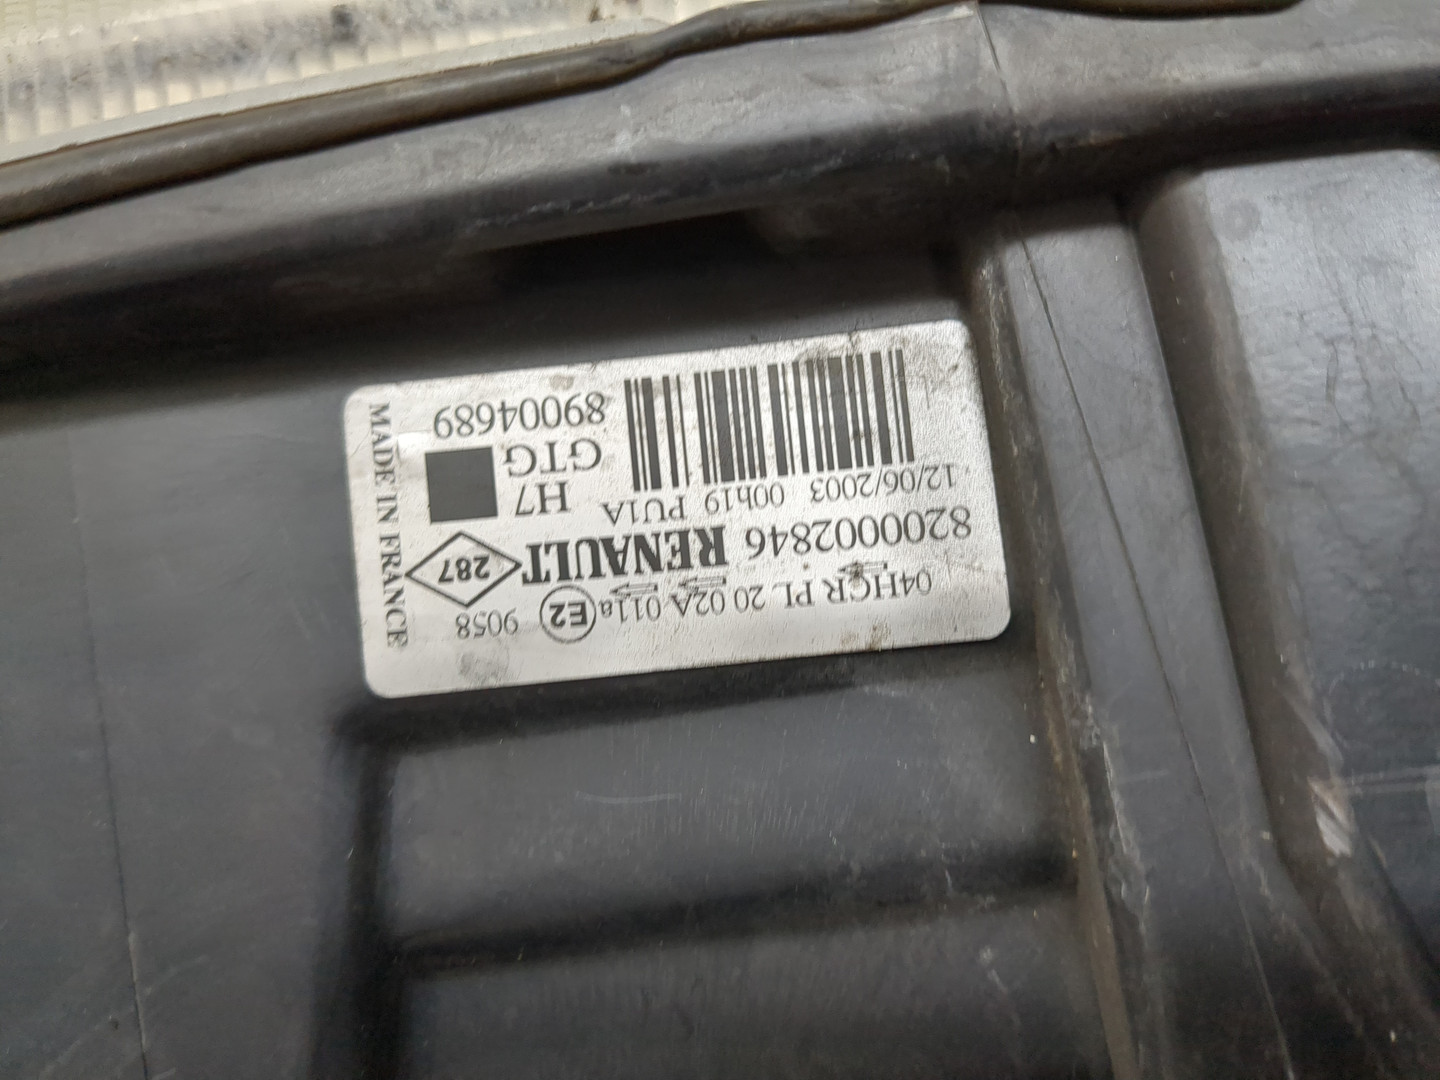 04HCR PL 20 02A 011a E2 9058
8200002846 RENAULT 287
12/06/2003 00h19 PU1A H7
GTG
89004689
MADE IN FRANCE